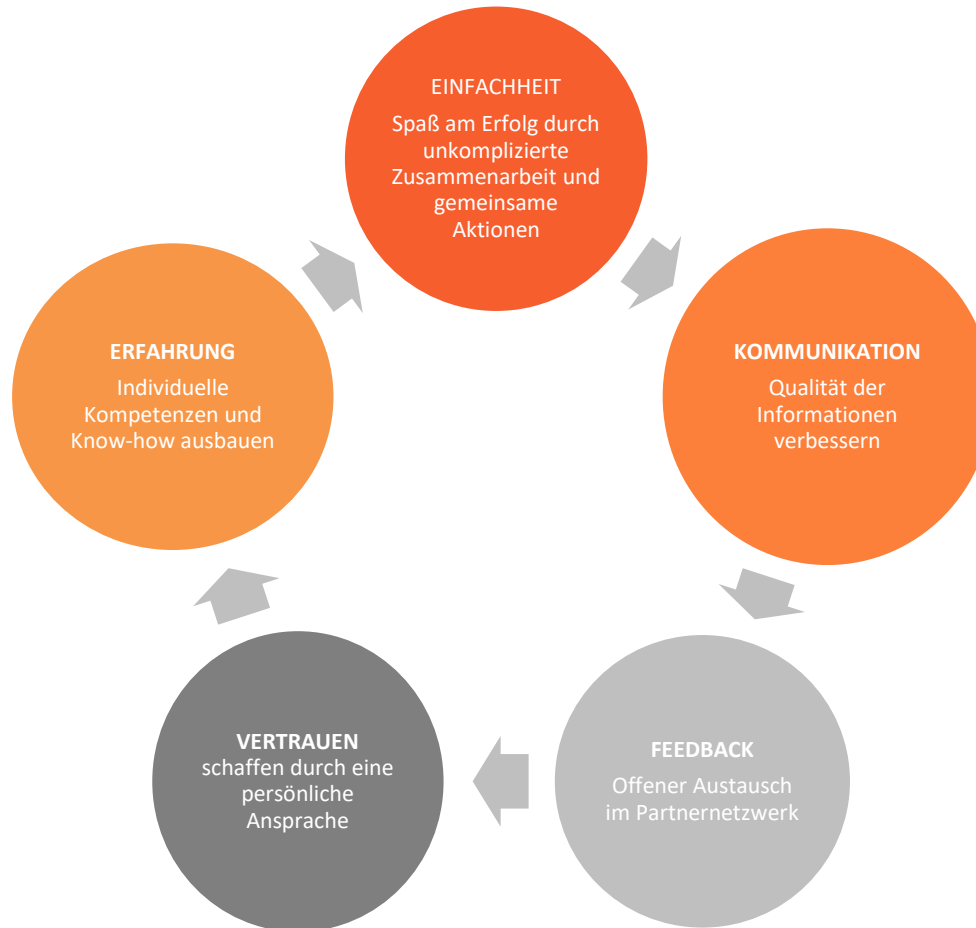 EINFACHHEIT
Spaß am Erfolg durch
unkomplizierte
Zusammenarbeit und
gemeinsame
Aktionen
KOMMUNIKATION
Qualität der
Informationen
verbessern
FEEDBACK
Offener Austausch
im Partnernetzwerk
VERTRAUEN
schaffen durch eine
persönliche
Ansprache
ERFAHRUNG
Individuelle
Kompetenzen und
Know-how ausbauen